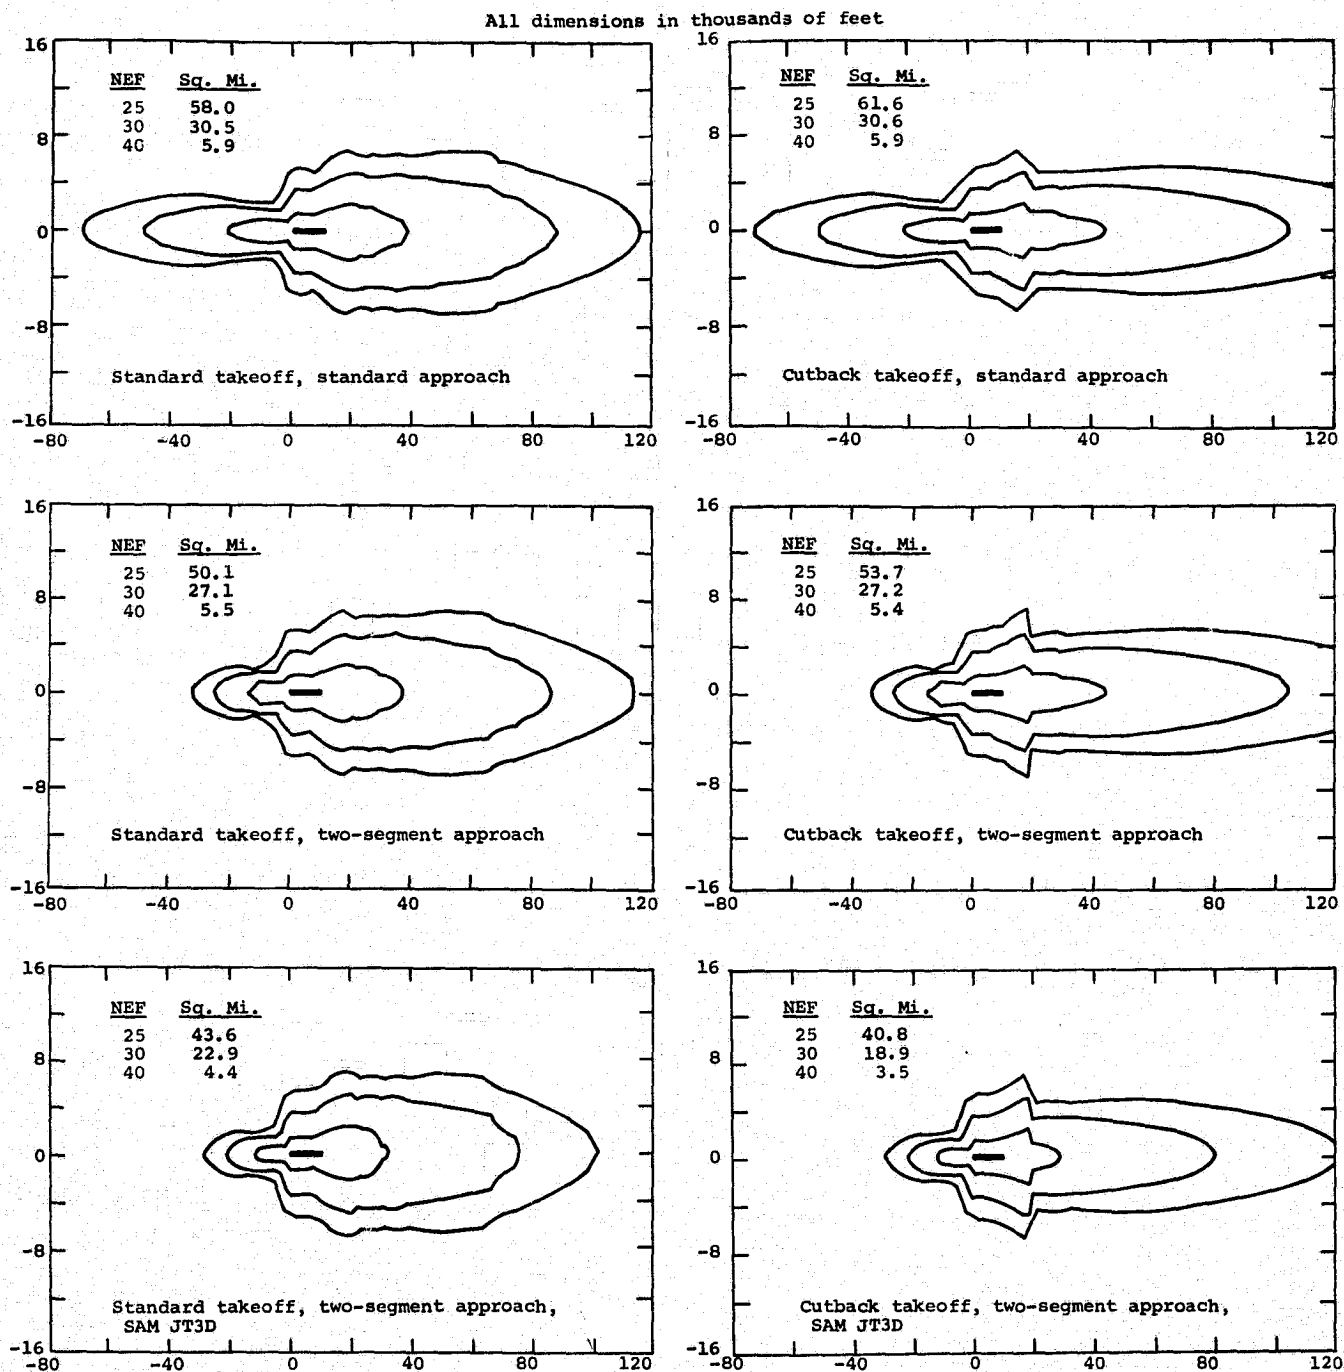 All dimensions in thousands of feet
16
8
0
-8
-16
NEF Sq. Mi.
25 58.0
30 30.5
40 5.9
Standard takeoff, standard approach
-80 -40 0 40 80 120
16
8
0
-8
-16
NEF Sq. Mi.
25 61.6
30 30.6
40 5.9
Cutback takeoff, standard approach
-80 -40 0 40 80 120
16
8
0
-8
-16
NEF Sq. Mi.
25 50.1
30 27.1
40 5.5
Standard takeoff, two-segment approach
-80 -40 0 40 80 120
16
8
0
-8
-16
NEF Sq. Mi.
25 53.7
30 27.2
40 5.4
Cutback takeoff, two-segment approach
-80 -40 0 40 80 120
16
8
0
-8
-16
NEF Sq. Mi.
25 43.6
30 22.9
40 4.4
Standard takeoff, two-segment approach,
SAM JT3D
-80 -40 0 40 80 120
16
8
0
-8
-16
NEF Sq. Mi.
25 40.8
30 18.9
40 3.5
Cutback takeoff, two-segment approach,
SAM JT3D
-80 -40 0 40 80 120